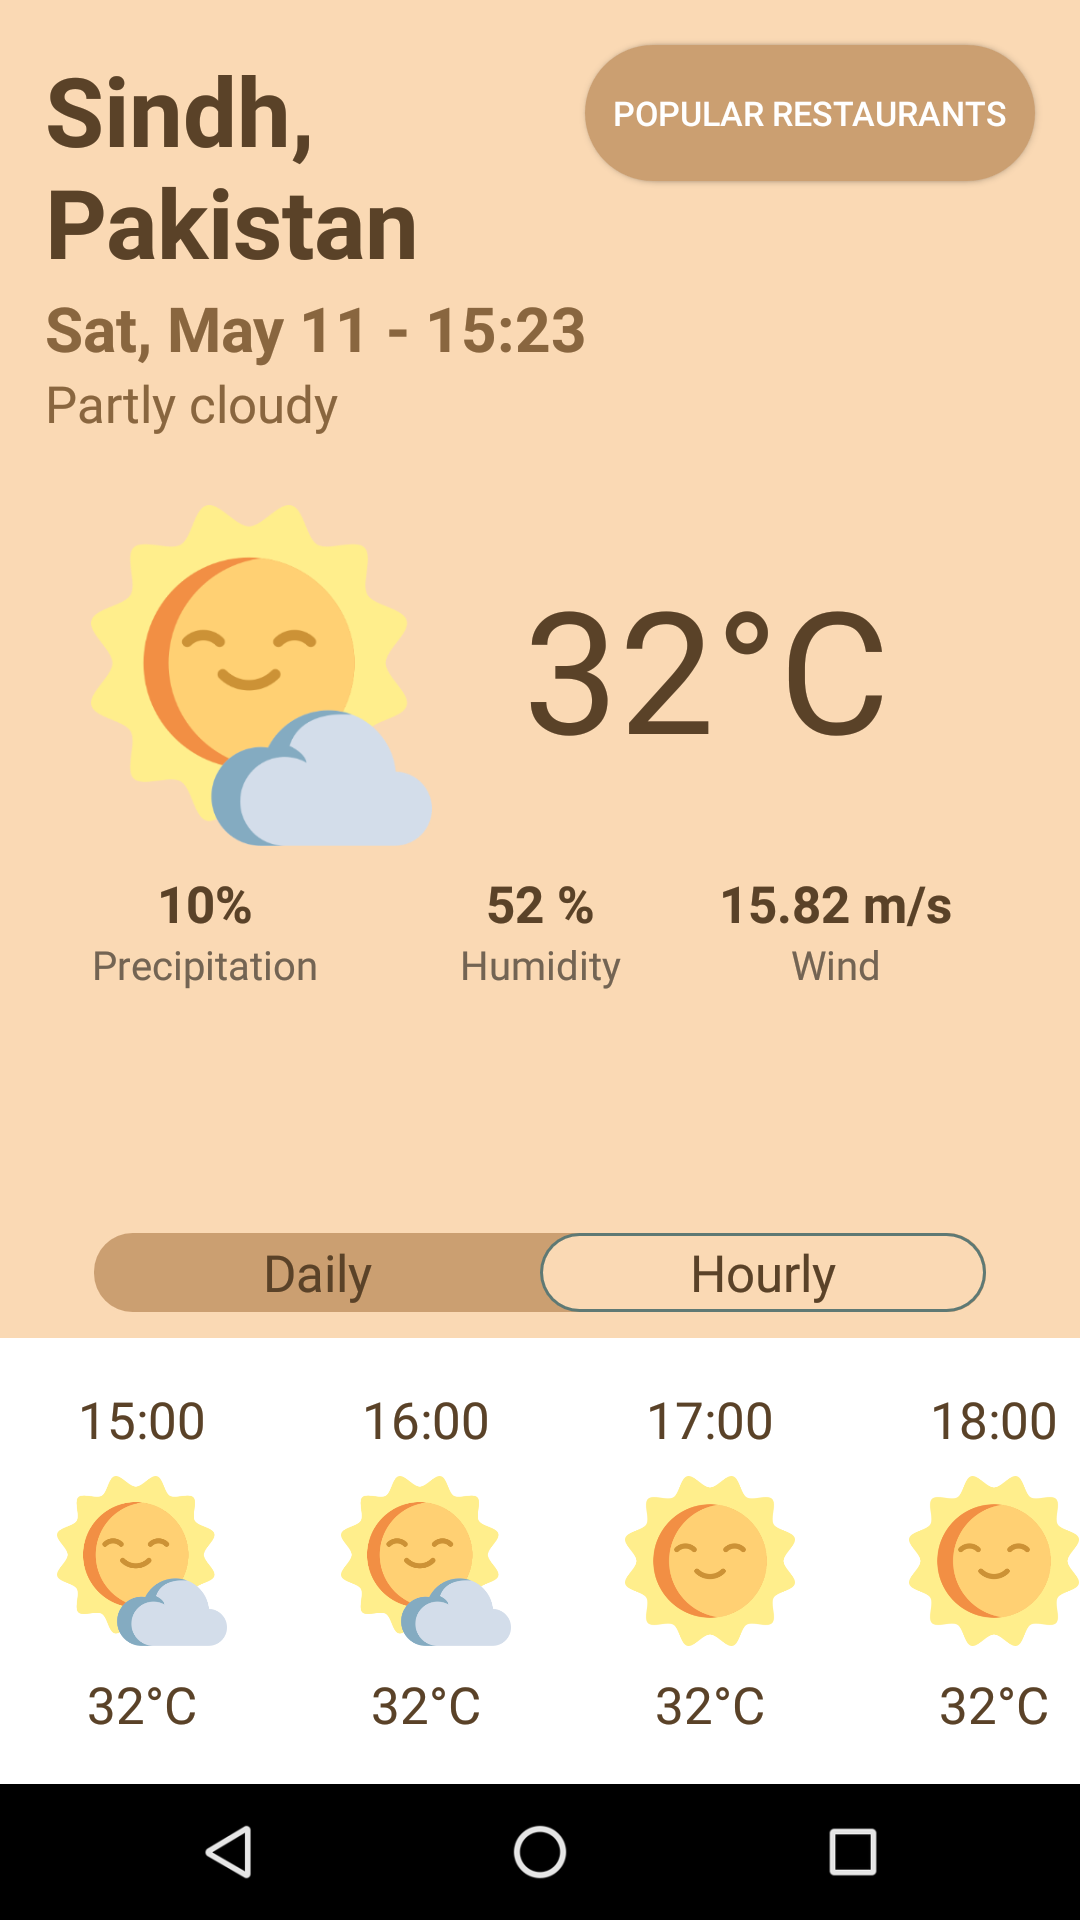 Sindh,
Pakistan
POPULAR RESTAURANTS
Sat, May 11 - 15:23
Partly cloudy
32°C
10% 52 % 15.82 m/s
Precipitation Humidity Wind
Daily Hourly
15:00 16:00 17:00 18:00
32°C 32°C 32°C 32°C